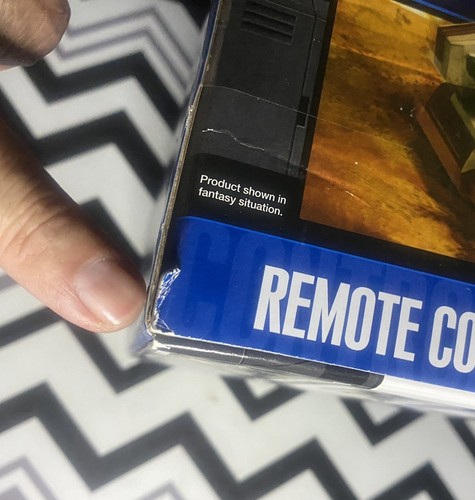 Product shown in
fantasy situation.
REMOTE CO